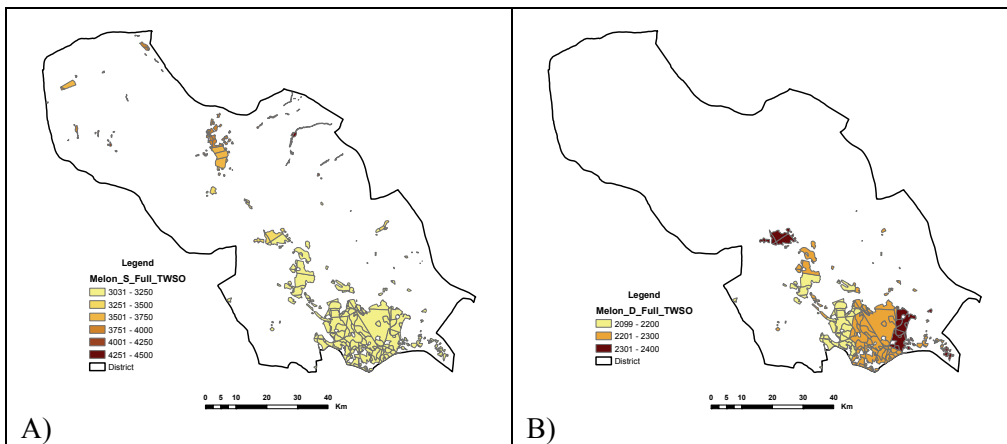 Legend
Melon_S_Full_TWSO
3031 - 3250
3251 - 3500
3501 - 3750
3751 - 4000
4001 - 4250
4251 - 4500
District
0 5 10 20 30 40
Km
A)
Legend
Melon_D_Full_TWSO
2099 - 2200
2201 - 2300
2301 - 2400
District
0 5 10 20 30 40
Km
B)